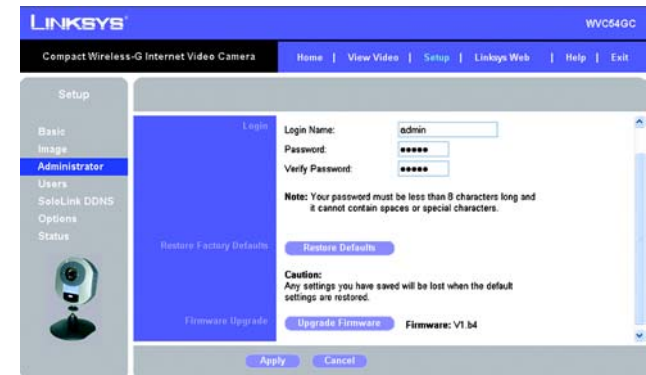 LINKSYS
WVC54GC
Compact Wireless-G Internet Video Camera
Home | View Video | Setup | Linksys Web | Help | Exit
Setup
Basic
Image
Administrator
Users
SoloLink DDNS
Options
Status
Login
Login Name: admin
Password: •••••
Verify Password: •••••
Note: Your password must be less than 8 characters long and
it cannot contain spaces or special characters.
Restore Factory Defaults
Restore Defaults
Caution:
Any settings you have saved will be lost when the default
settings are restored.
Firmware Upgrade
Upgrade Firmware Firmware: V1.b4
Apply Cancel